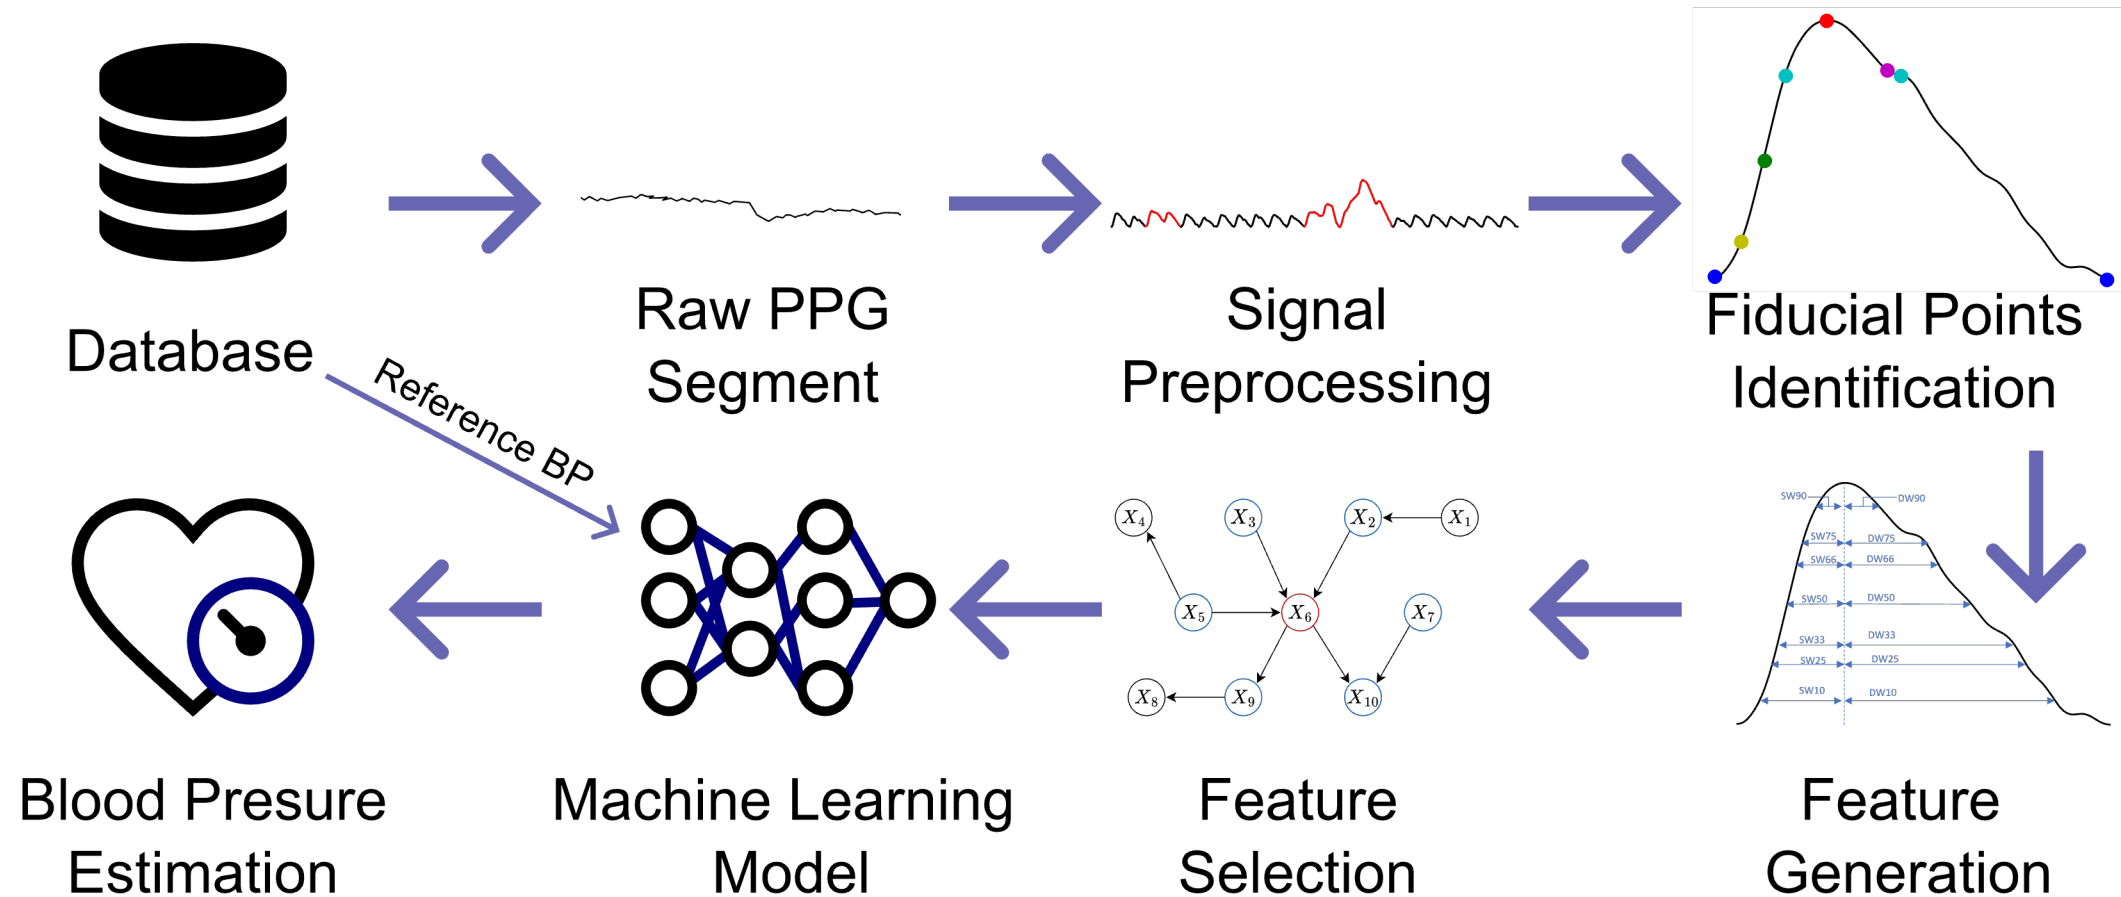 Database
Raw PPG
Segment
Signal
Preprocessing
Fiducial Points
Identification
Reference BP
SW90
DW90
SW75
DW75
SW66
DW66
SW50
DW50
SW33
DW33
SW25
DW25
SW10
DW10
Feature
Generation
X4
X3
X2
X1
X5
X6
X7
X8
X9
X10
Feature
Selection
Machine Learning
Model
Blood Presure
Estimation